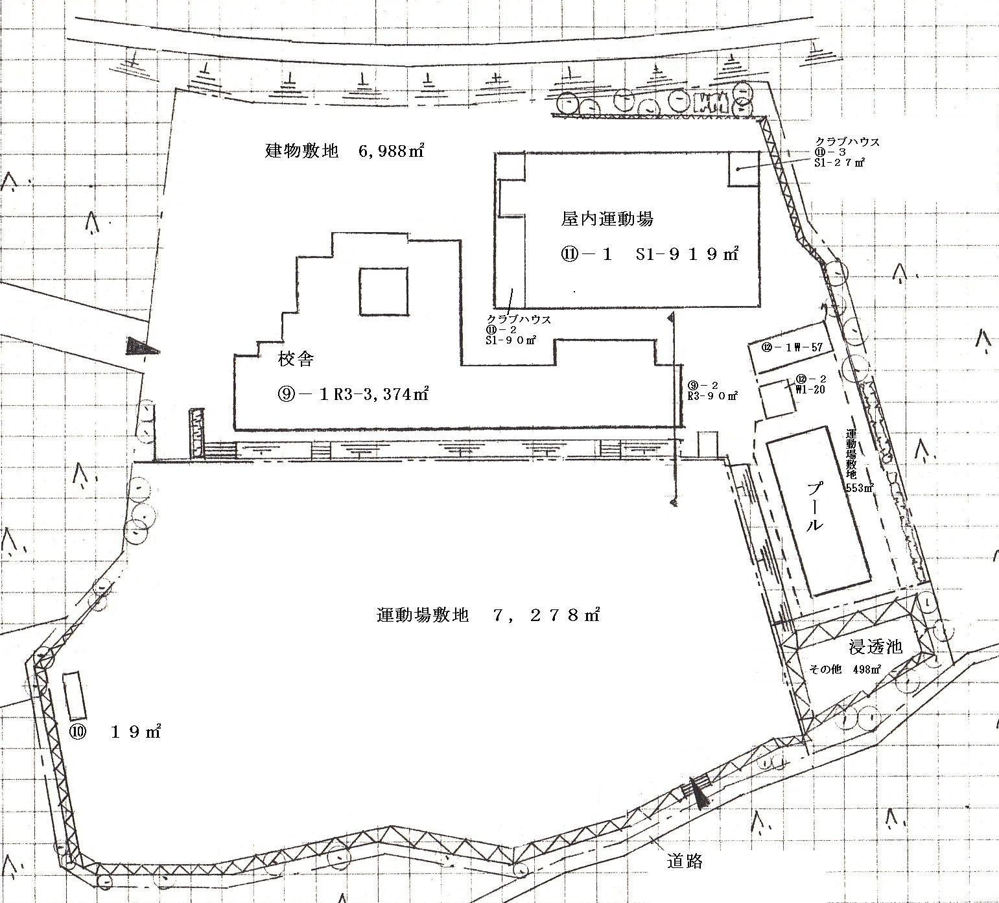 建物敷地　6,988㎡
クラブハウス
⑪－３
S1-２７㎡
屋内運動場
⑪－１　S1-９１９㎡
クラブハウス
⑪－２
S1-９０㎡
校舎
⑨－１R3-3,374㎡
⑨－２
R3-９０㎡
⑫－１W-57
⑫－２
W1-20
運動場敷地
553㎡
プール
運動場敷地　７，２７８㎡
浸透池
その他　498㎡
⑩　１９㎡
道路